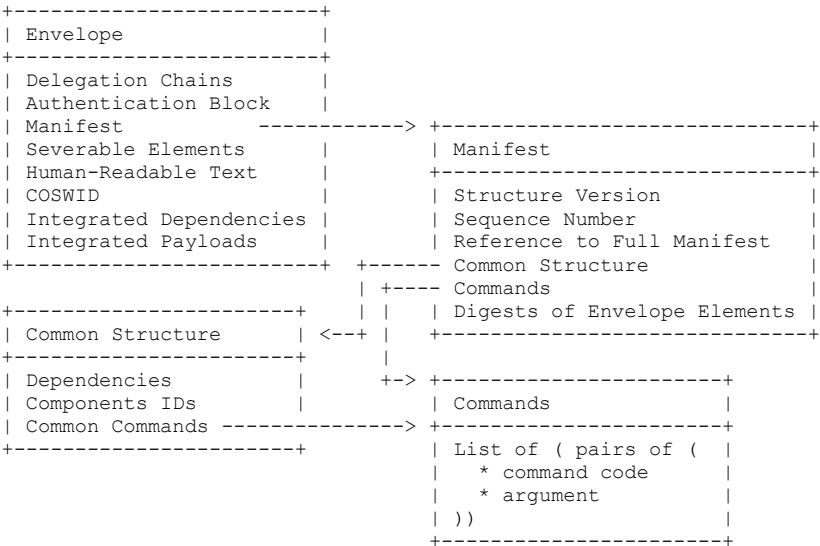 +-------------------------+
| Envelope                |
+-------------------------+
| Delegation Chains       |
| Authentication Block    |
| Manifest           ------------> +------------------------------+
| Severable Elements      |        | Manifest                     |
| Human-Readable Text     |        +------------------------------+
| COSWID                  |        | Structure Version            |
| Integrated Dependencies |        | Sequence Number              |
| Integrated Payloads     |        | Reference to Full Manifest   |
+-------------------------+  +------ Common Structure             |
                             | +---- Commands                     |
+-----------------------+    | |   | Digests of Envelope Elements |
| Common Structure      | <--+ |   +------------------------------+
+-----------------------+      |
| Dependencies          |      +-> +-----------------------+
| Components IDs        |          | Commands              |
| Common Commands ---------------> +-----------------------+
+-----------------------+          | List of ( pairs of (  |
                                   |   * command code      |
                                   |   * argument          |
                                   | ))                    |
                                   +-----------------------+